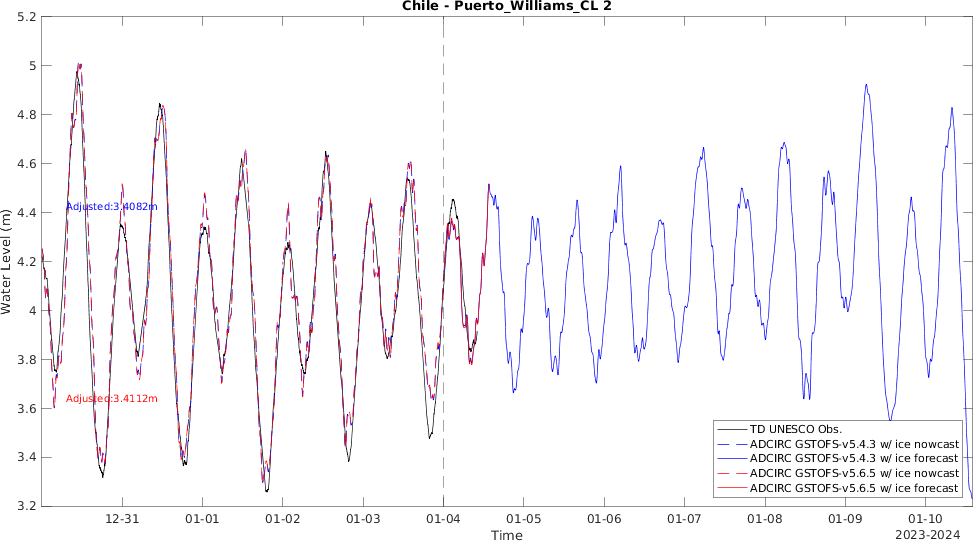 Chile - Puerto_Williams_CL 2
5.2
5
4.8
4.6
4.4
4.2
4
3.8
3.6
3.4
3.2
Water Level (m)
Adjusted:3.4082m
Adjusted:3.4112m
TD UNESCO Obs.
ADCIRC GSTOFS-v5.4.3 w/ ice nowcast
ADCIRC GSTOFS-v5.4.3 w/ ice forecast
ADCIRC GSTOFS-v5.6.5 w/ ice nowcast
ADCIRC GSTOFS-v5.6.5 w/ ice forecast
12-31 01-01 01-02 01-03 01-04 01-05 01-06 01-07 01-08 01-09 01-10
Time
2023-2024